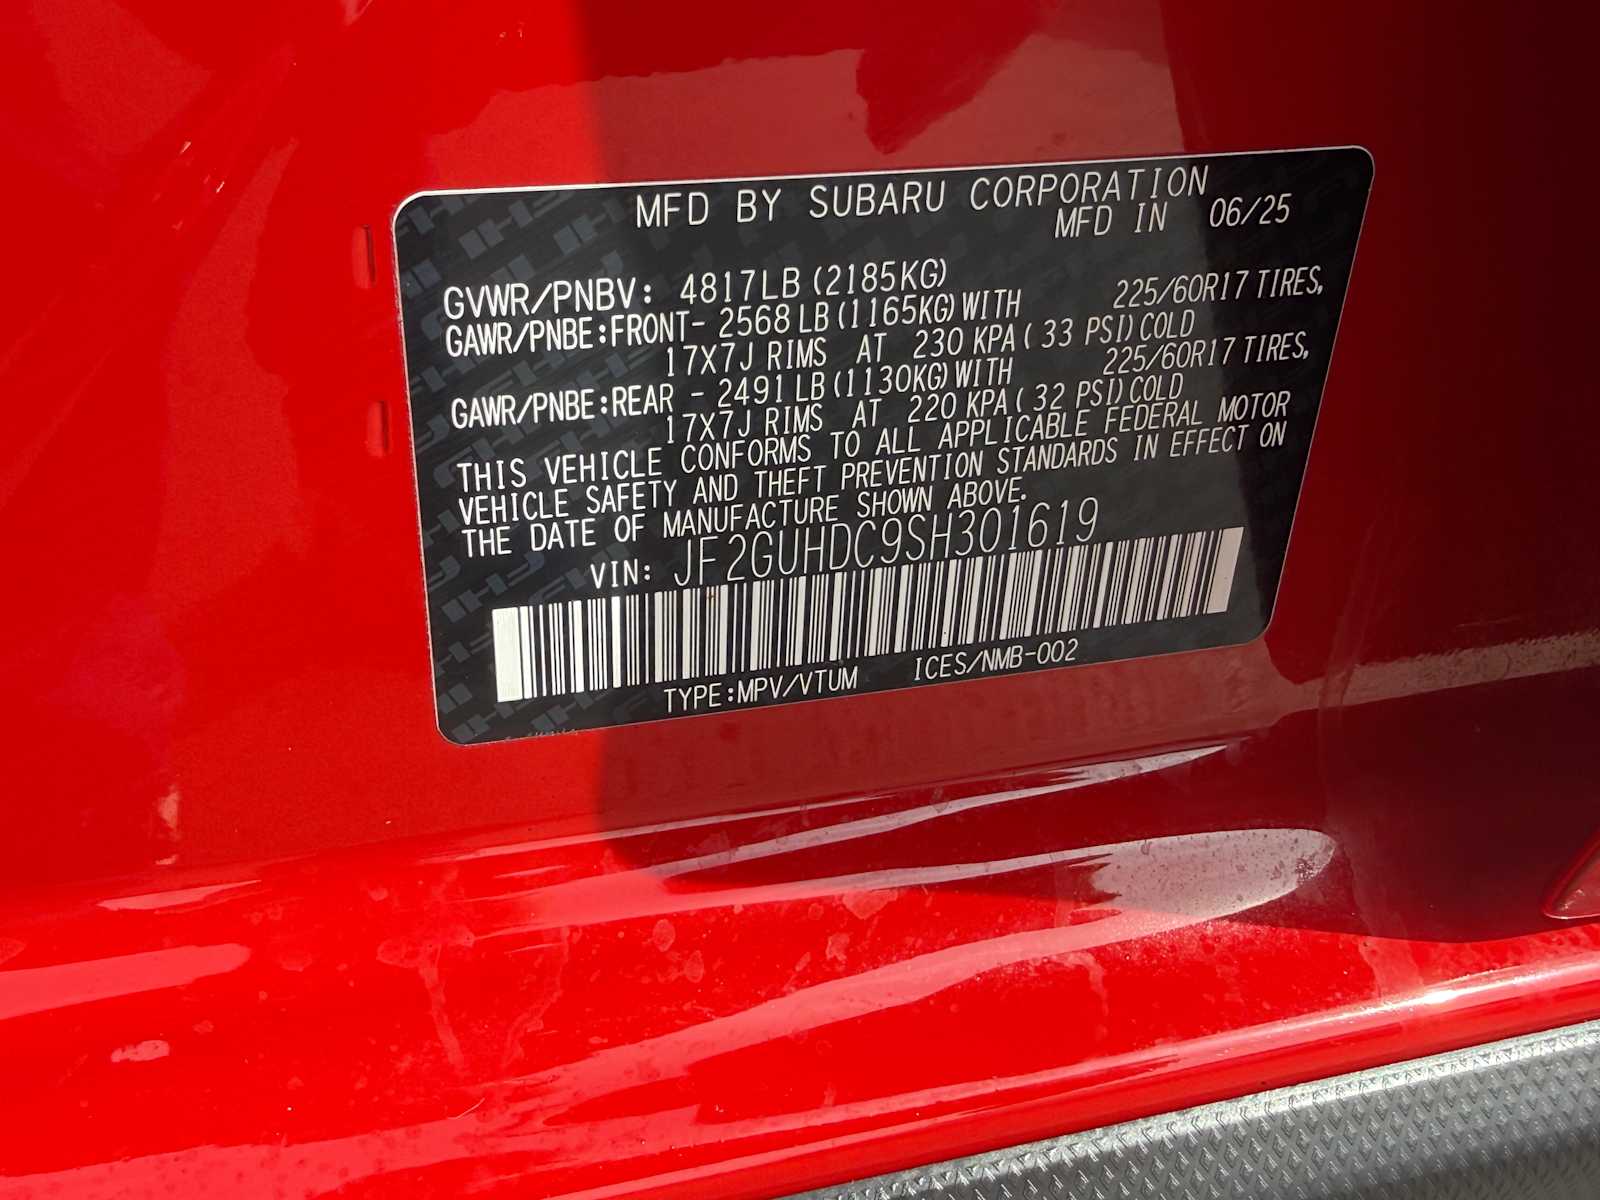 MFD BY SUBARU CORPORATION
MFD IN 06/25
GVWR/PNBV: 4817LB (2185KG)
GAWR/PNBE:FRONT- 2568 LB (1165KG) WITH 225/60R17 TIRES,
17X7J RIMS AT 230 KPA( 33 PSI) COLD
GAWR/PNBE:REAR - 2491 LB (1130KG) WITH 225/60R17 TIRES,
17X7J RIMS AT 220 KPA( 32 PSI) COLD
THIS VEHICLE CONFORMS TO ALL APPLICABLE FEDERAL MOTOR
VEHICLE SAFETY AND THEFT PREVENTION STANDARDS IN EFFECT ON
THE DATE OF MANUFACTURE SHOWN ABOVE.
VIN: JF2GUHDC9SH301619
TYPE:MPV/VTUM ICES/NMB-002